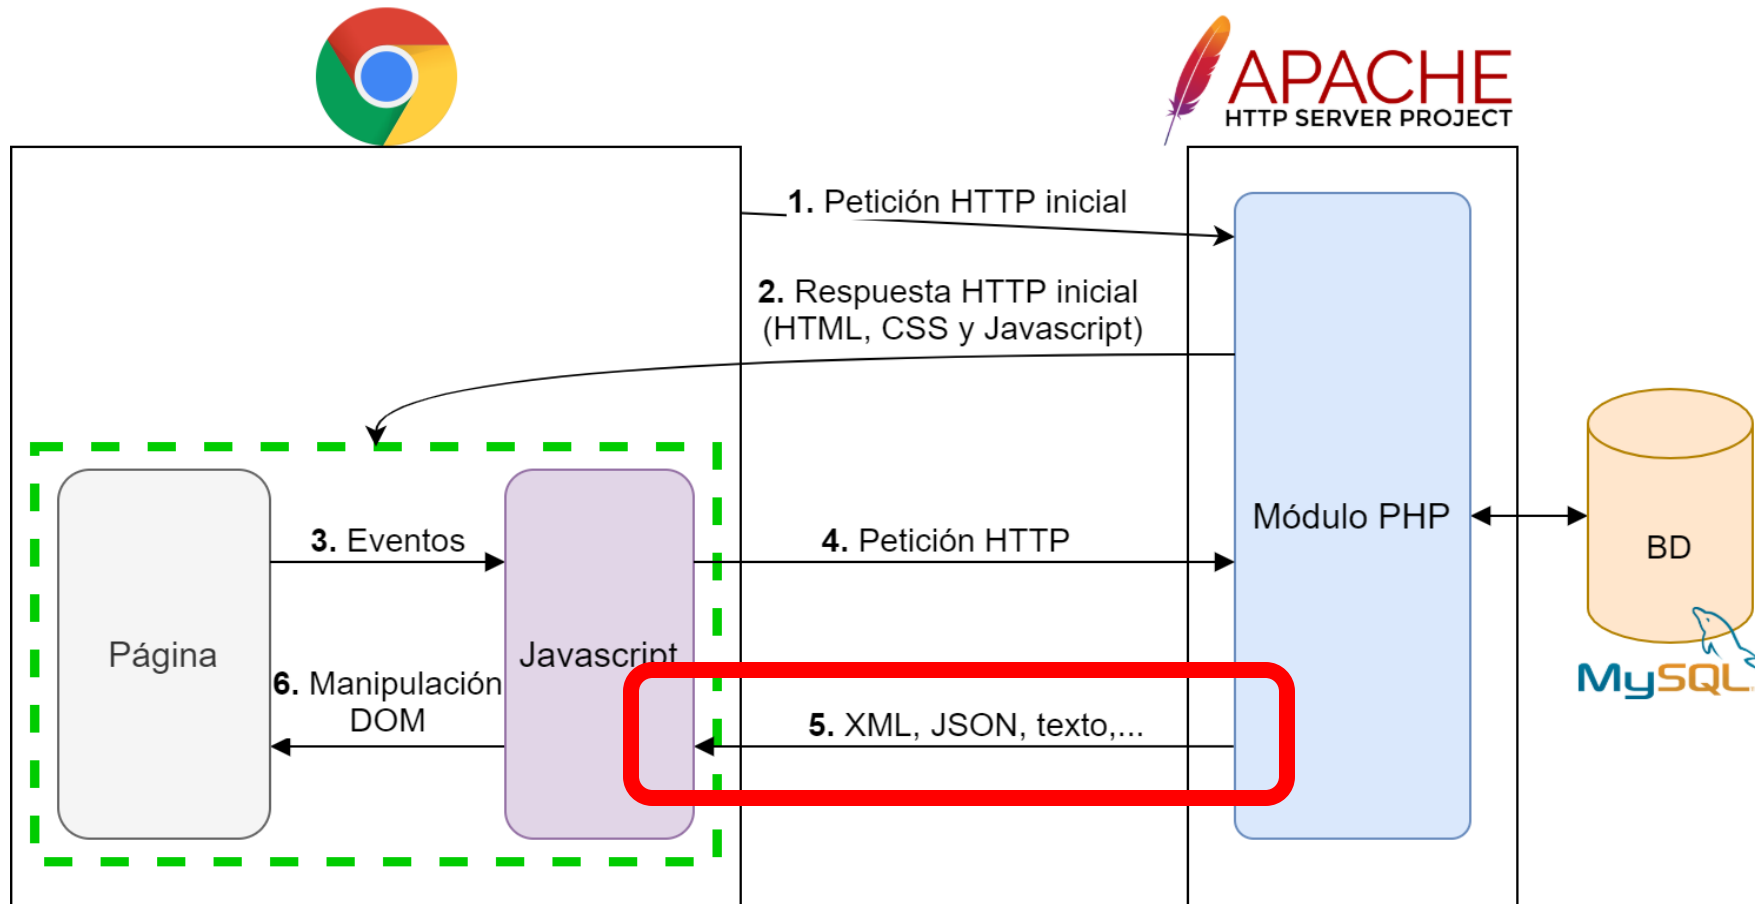 APACHE
HTTP SERVER PROJECT
1. Petición HTTP inicial
2. Respuesta HTTP inicial
(HTML, CSS y Javascript)
3. Eventos
4. Petición HTTP
Módulo PHP
BD
Página
Javascript
6. Manipulación
DOM
5. XML, JSON, texto,...
MySQL